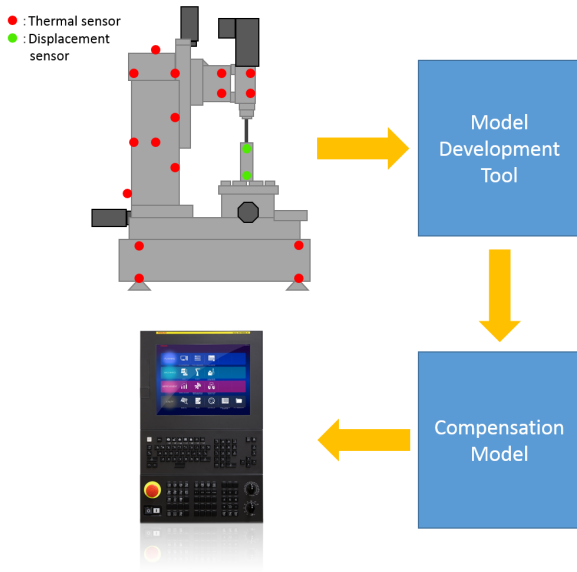 : Thermal sensor
: Displacement
sensor
Model
Development
Tool
Compensation
Model